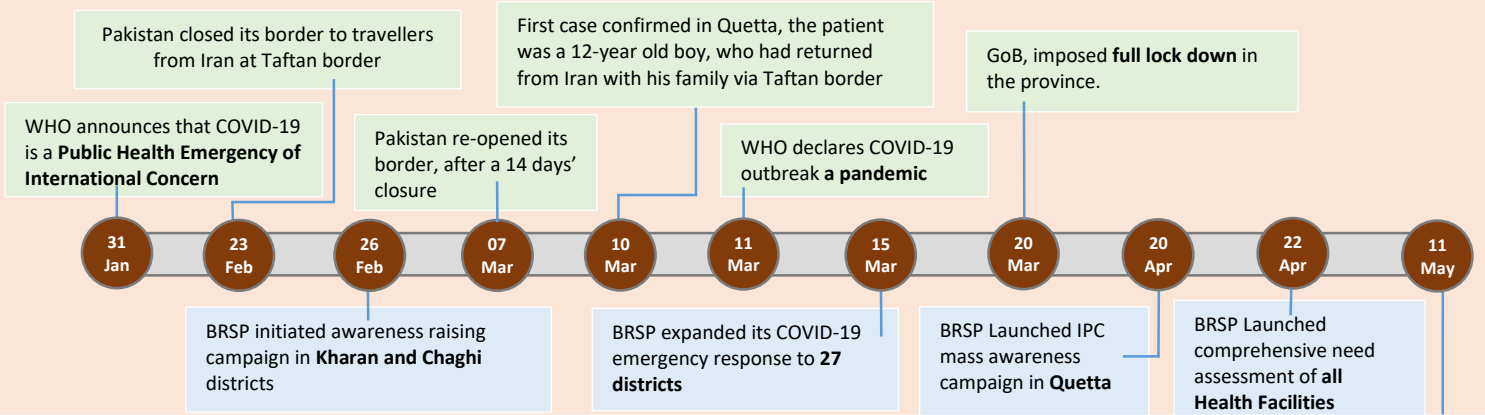 Pakistan closed its border to travellers
from Iran at Taftan border
First case confirmed in Quetta, the patient
was a 12-year old boy, who had returned
from Iran with his family via Taftan border
GoB, imposed full lock down in
the province.
WHO announces that COVID-19
is a Public Health Emergency of
International Concern
Pakistan re-opened its
border, after a 14 days’
closure
WHO declares COVID-19
outbreak a pandemic
31
Jan
23
Feb
26
Feb
07
Mar
10
Mar
11
Mar
15
Mar
20
Mar
20
Apr
22
Apr
11
May
BRSP initiated awareness raising
campaign in Kharan and Chaghi
districts
BRSP expanded its COVID-19
emergency response to 27
districts
BRSP Launched IPC
mass awareness
campaign in Quetta
BRSP Launched
comprehensive need
assessment of all
Health Facilities